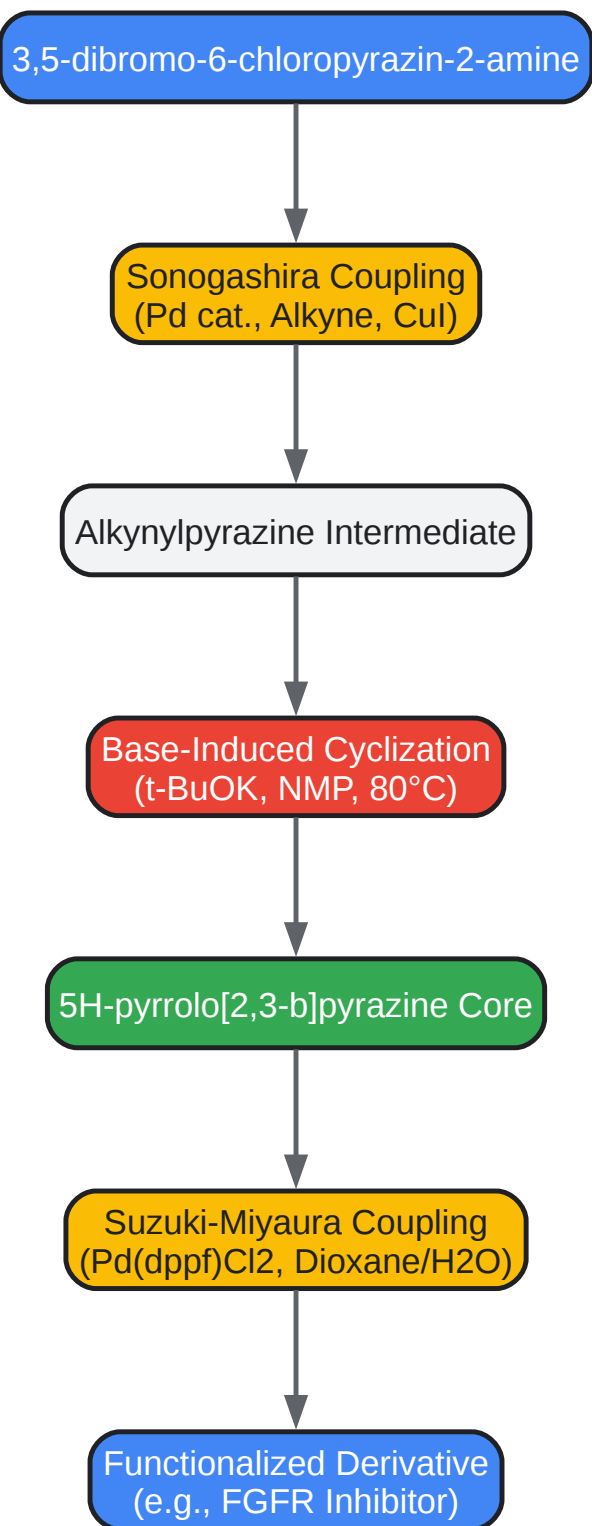 3,5-dibromo-6-chloropyrazin-2-amine
Sonogashira Coupling
(Pd cat., Alkyne, CuI)
Alkynylpyrazine Intermediate
Base-Induced Cyclization
(t-BuOK, NMP, 80°C)
5H-pyrrolo[2,3-b]pyrazine Core
Suzuki-Miyaura Coupling
(Pd(dppf)Cl2, Dioxane/H2O)
Functionalized Derivative
(e.g., FGFR Inhibitor)